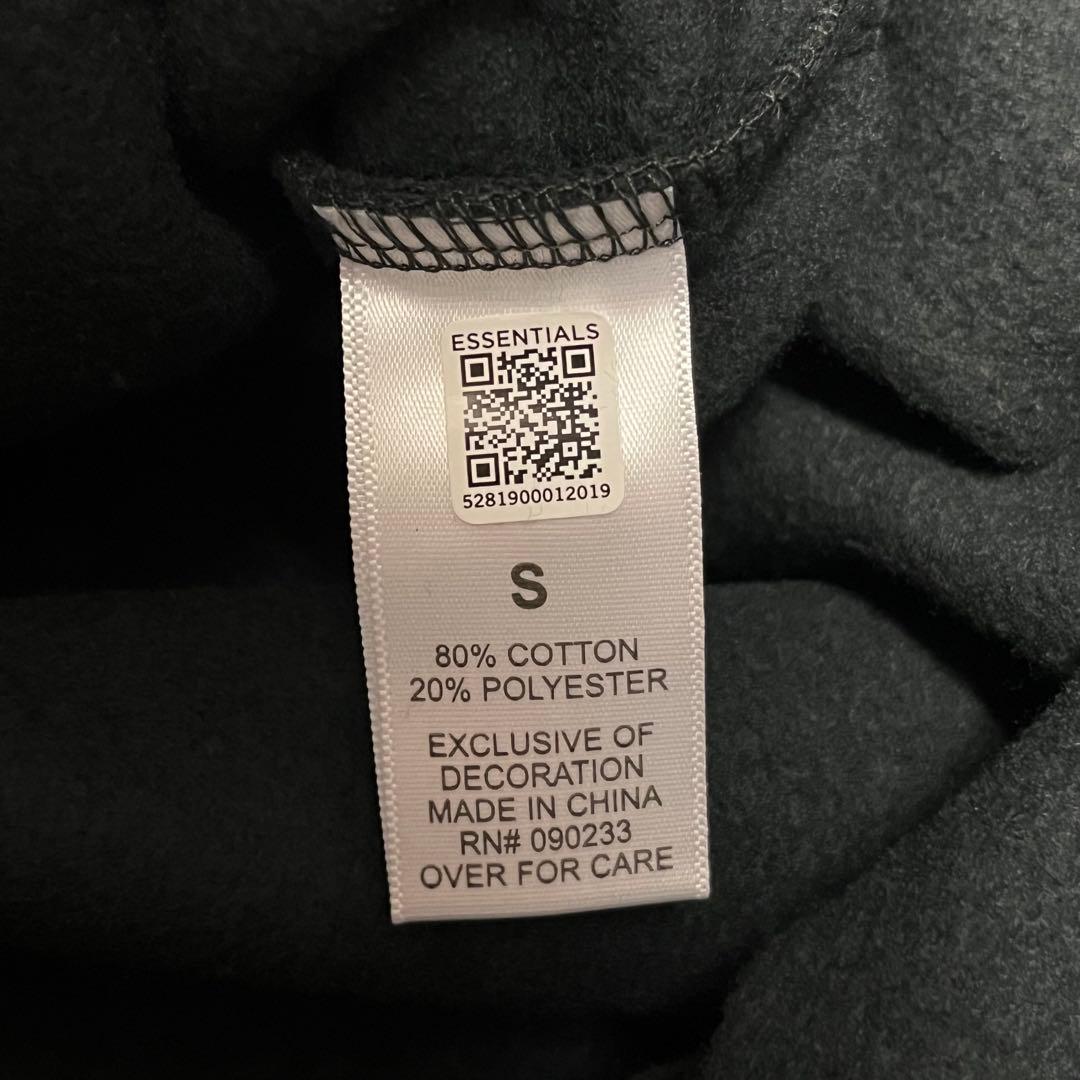 ESSENTIALS
5281900012019
S
80% COTTON
20% POLYESTER
EXCLUSIVE OF
DECORATION
MADE IN CHINA
RN# 090233
OVER FOR CARE